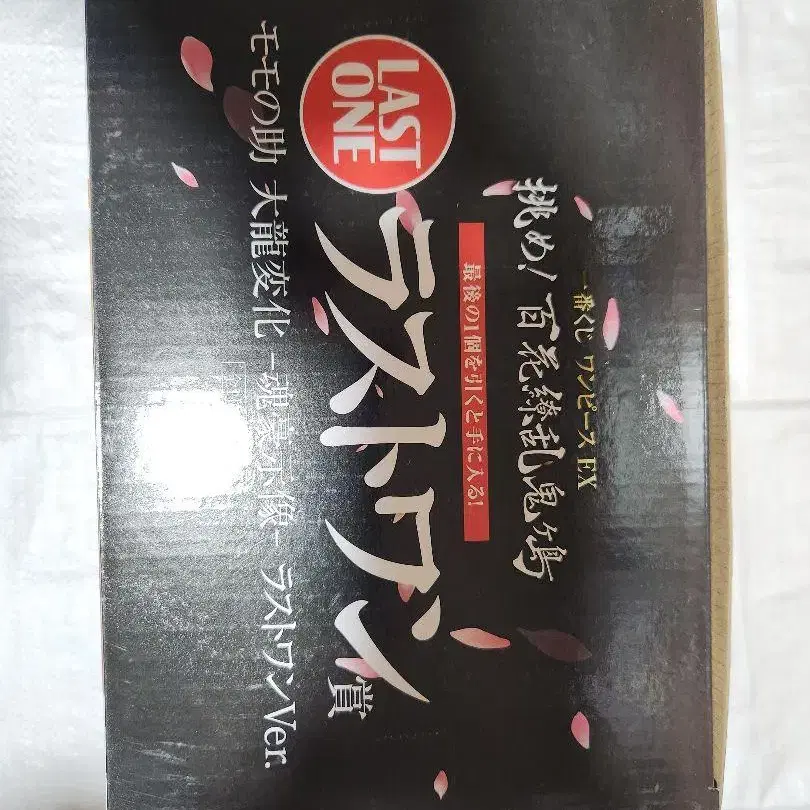 一番くじ ワンピース EX
挑め! 百花繚乱鬼ヶ島
最後の1個を引くと手に入る!
LAST
ONE
ラストワン賞
モモの助 大龍変化 -魂豪示像- ラストワンVer.